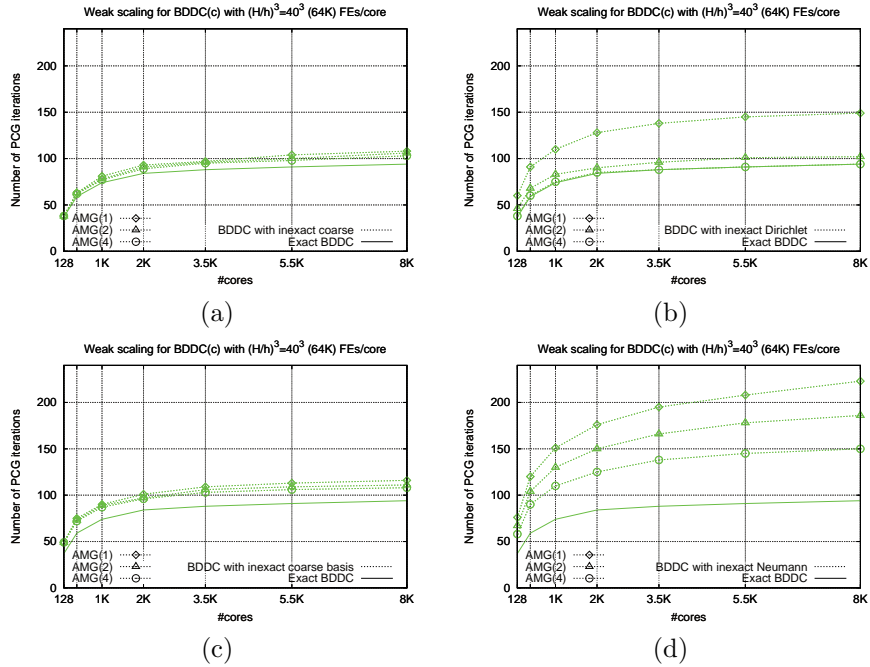 Weak scaling for BDDC(c) with (H/h)³=40³ (64K) FEs/core
Number of PCG iterations
200
150
100
50
0
AMG(1)
AMG(2)
AMG(4)
BDDC with inexact coarse
Exact BDDC
128 1K 2K 3.5K 5.5K 8K
#cores
(a)
Weak scaling for BDDC(c) with (H/h)³=40³ (64K) FEs/core
Number of PCG iterations
200
150
100
50
0
AMG(1)
AMG(2)
AMG(4)
BDDC with inexact Dirichlet
Exact BDDC
128 1K 2K 3.5K 5.5K 8K
#cores
(b)
Weak scaling for BDDC(c) with (H/h)³=40³ (64K) FEs/core
Number of PCG iterations
200
150
100
50
0
AMG(1)
AMG(2)
AMG(4)
BDDC with inexact coarse basis
Exact BDDC
128 1K 2K 3.5K 5.5K 8K
#cores
(c)
Weak scaling for BDDC(c) with (H/h)³=40³ (64K) FEs/core
Number of PCG iterations
200
150
100
50
0
AMG(1)
AMG(2)
AMG(4)
BDDC with inexact Neumann
Exact BDDC
128 1K 2K 3.5K 5.5K 8K
#cores
(d)